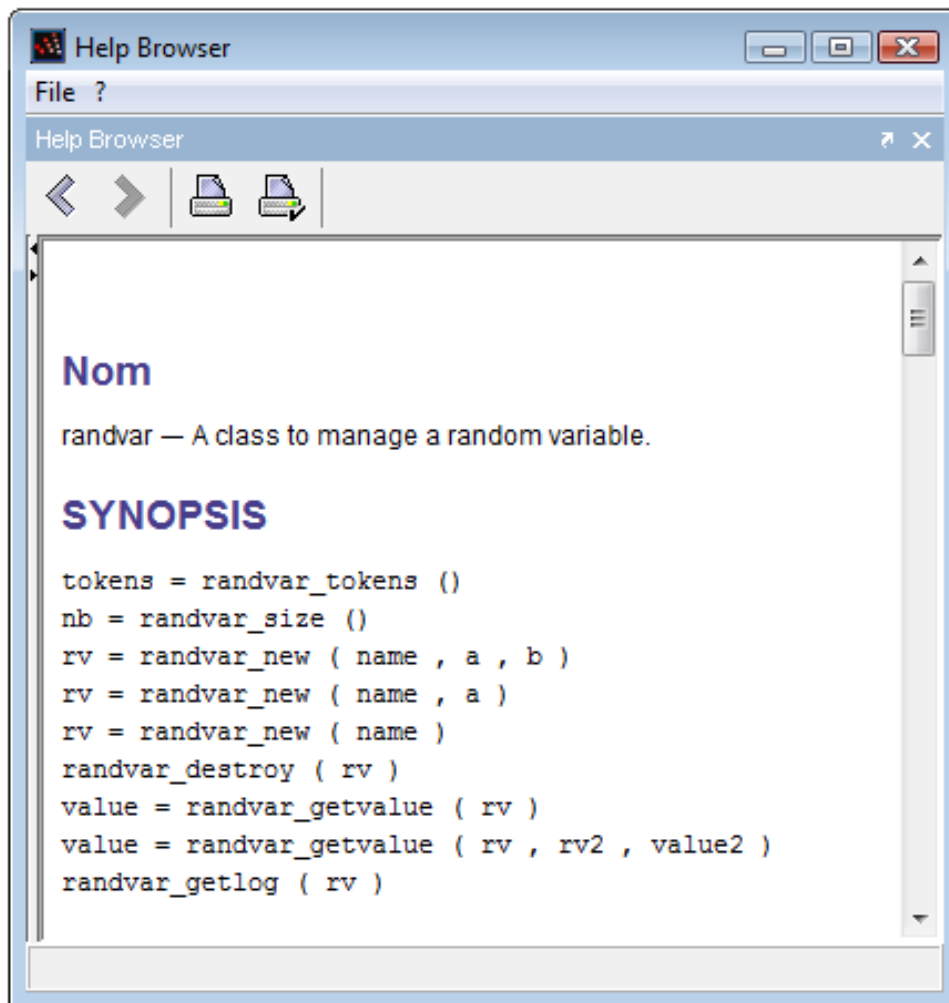 Help Browser
File ?
Help Browser
Nom
randvar — A class to manage a random variable.
SYNOPSIS
tokens = randvar_tokens ()
nb = randvar_size ()
rv = randvar_new ( name , a , b )
rv = randvar_new ( name , a )
rv = randvar_new ( name )
randvar_destroy ( rv )
value = randvar_getvalue ( rv )
value = randvar_getvalue ( rv , rv2 , value2 )
randvar_getlog ( rv )